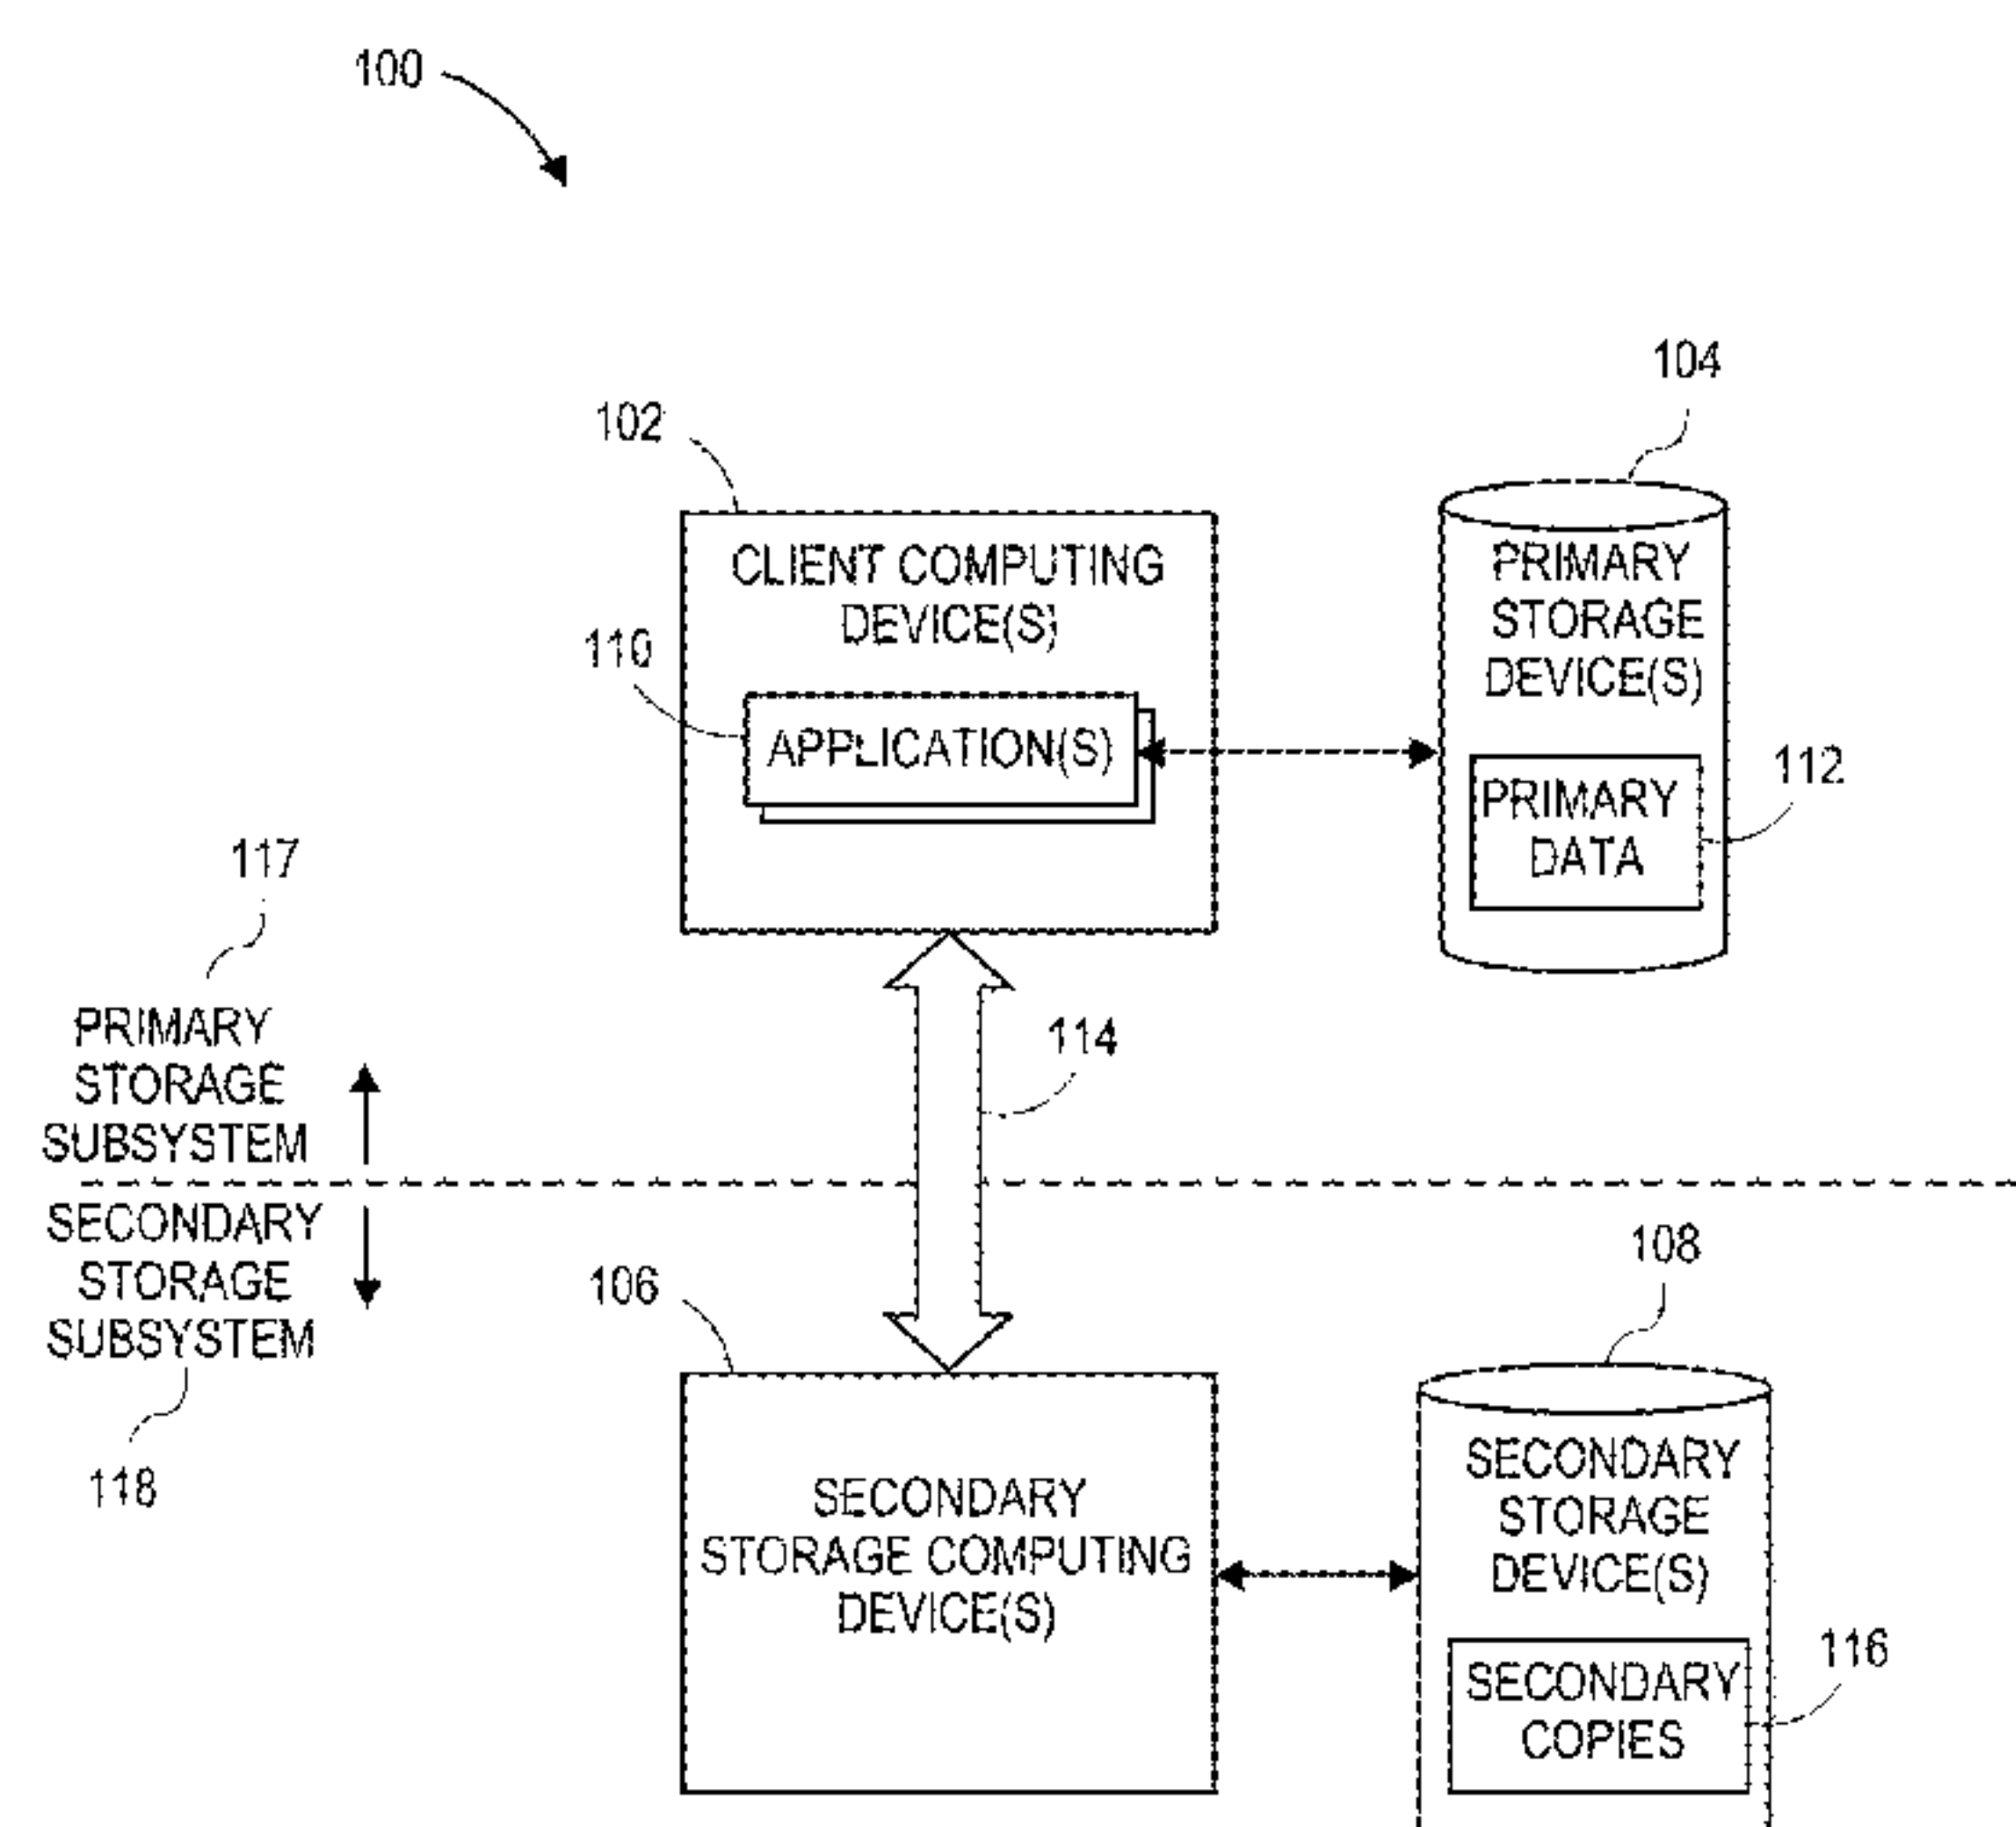 100
104
102
CLIENT COMPUTING
DEVICE(S)
110
APPLICATION(S)
PRIMARY
STORAGE
DEVICE(S)
PRIMARY
DATA
112
117
PRIMARY
STORAGE
SUBSYSTEM
114
SECONDARY
STORAGE
SUBSYSTEM
118
106
SECONDARY
STORAGE COMPUTING
DEVICE(S)
108
SECONDARY
STORAGE
DEVICE(S)
SECONDARY
COPIES
116